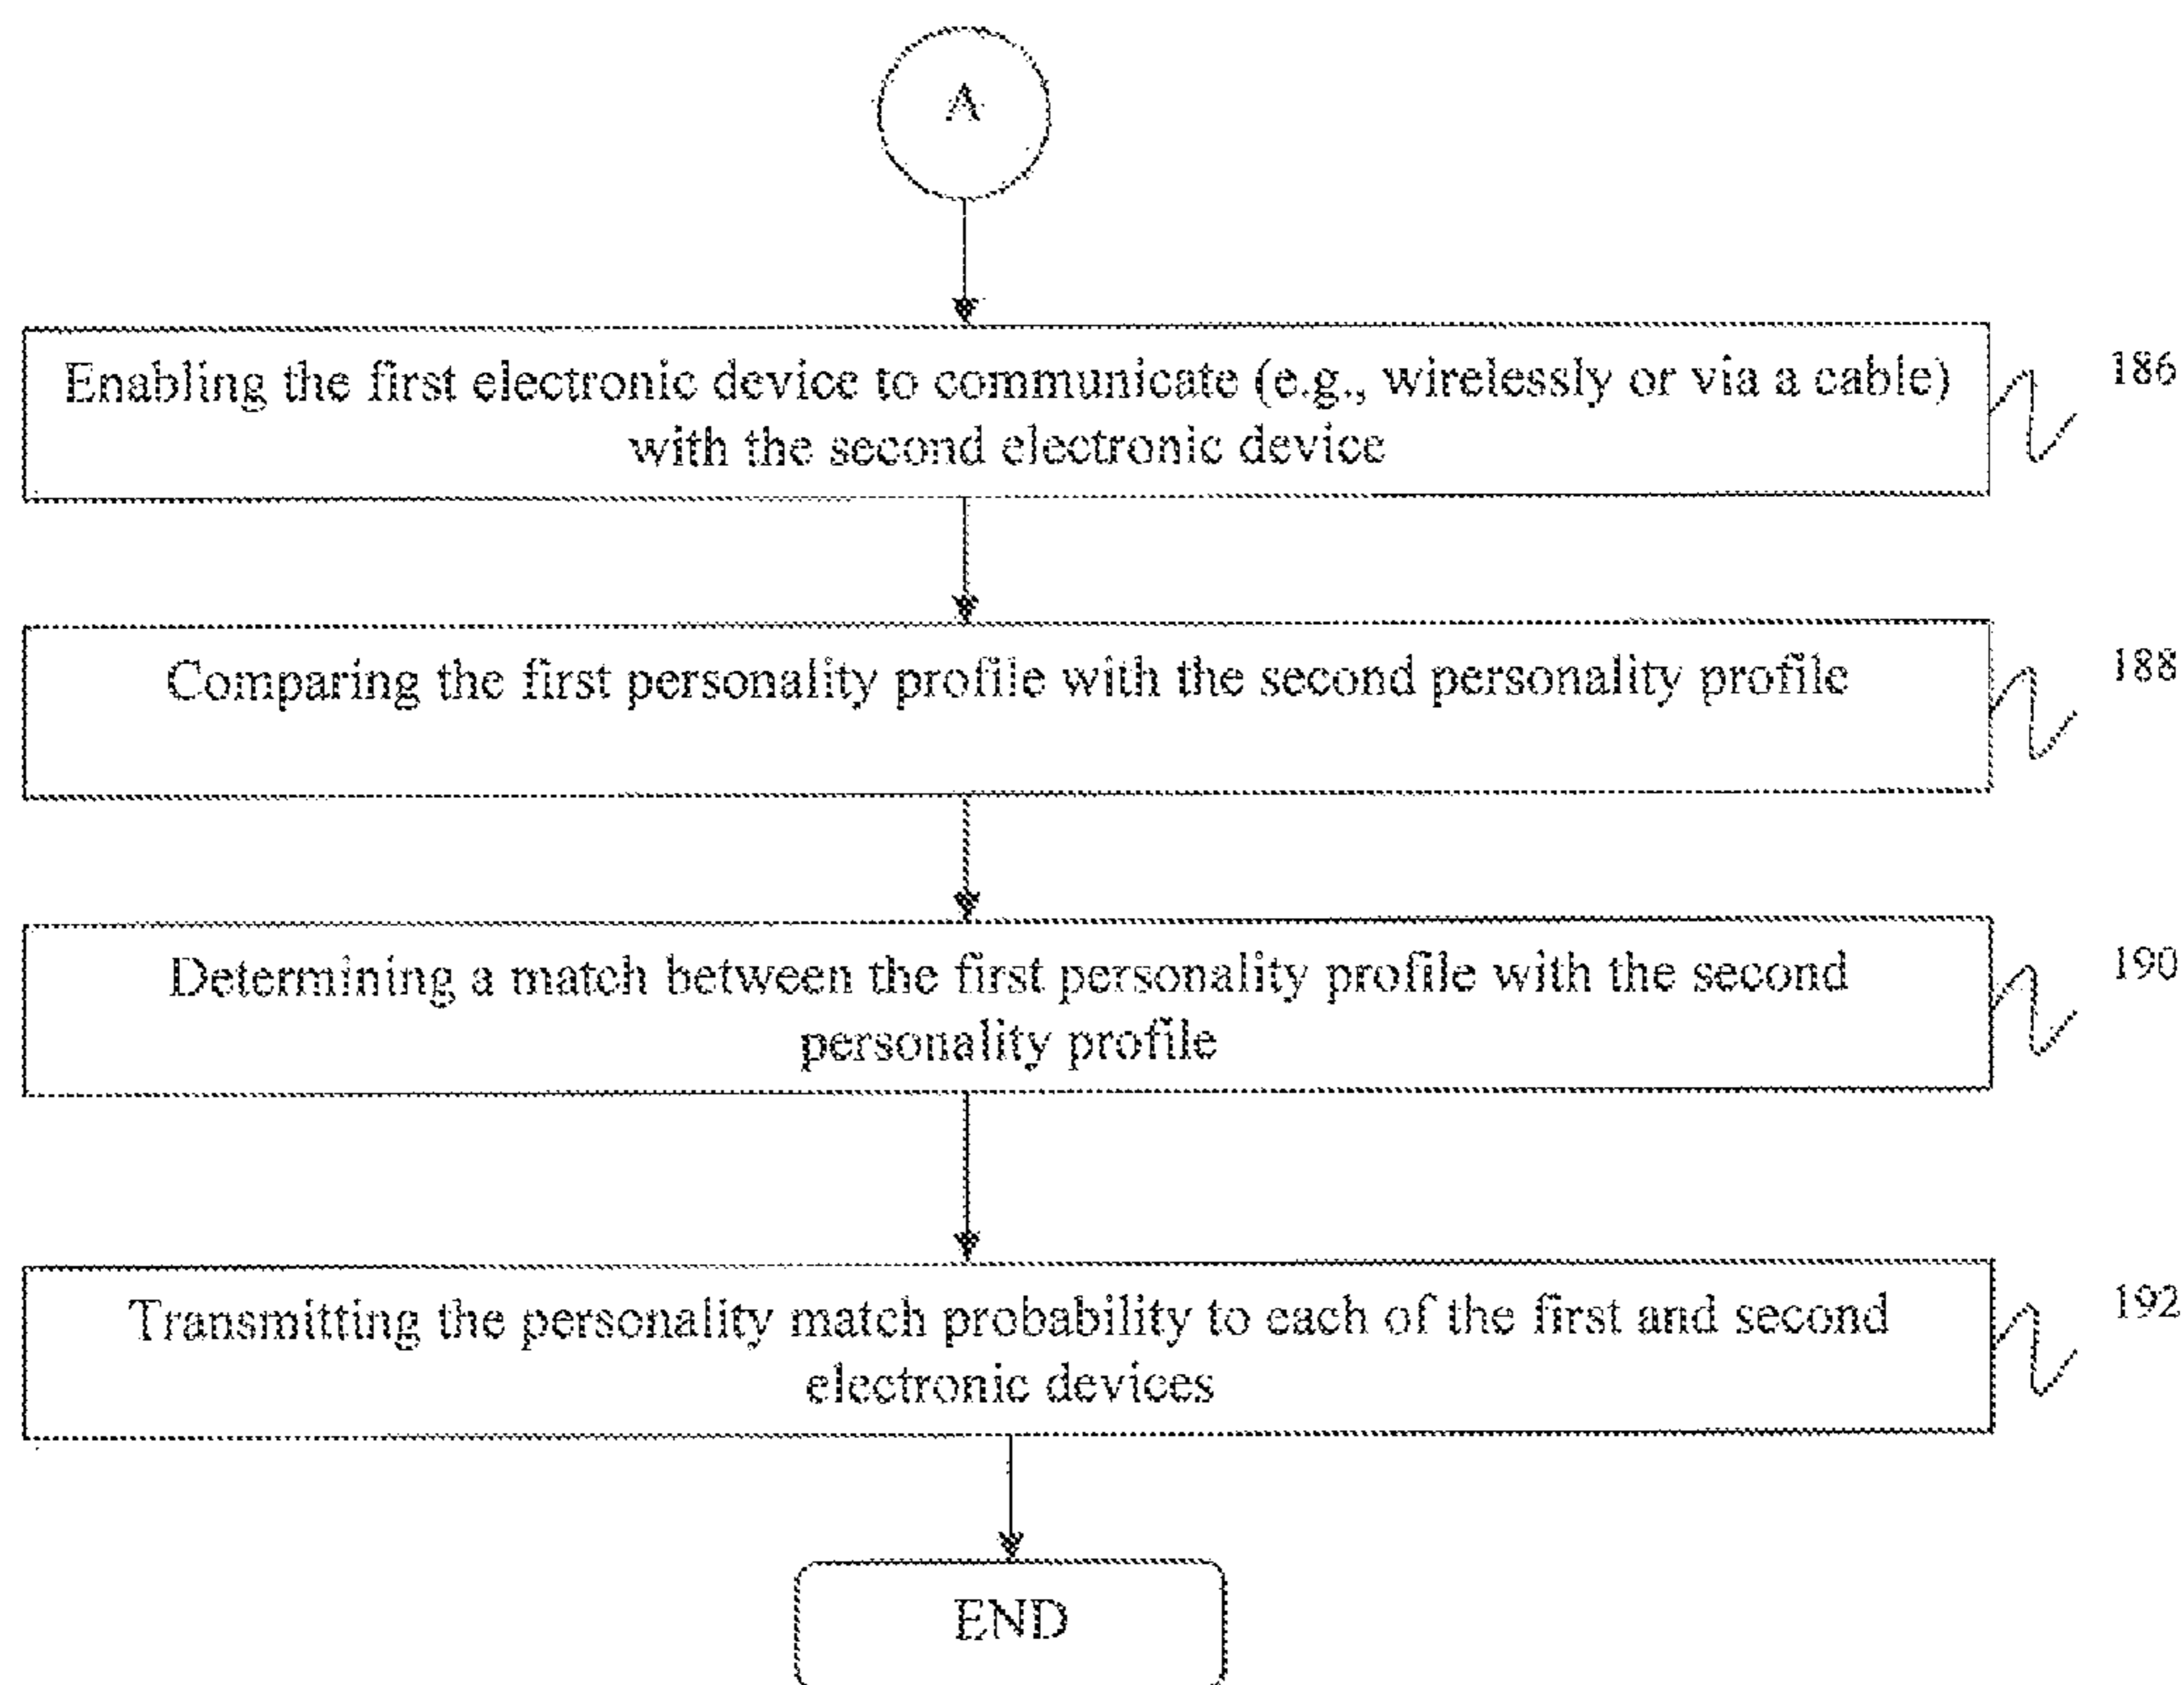 A
Enabling the first electronic device to communicate (e.g., wirelessly or via a cable)
with the second electronic device
186
Comparing the first personality profile with the second personality profile
188
Determining a match between the first personality profile with the second
personality profile
190
Transmitting the personality match probability to each of the first and second
electronic devices
192
END